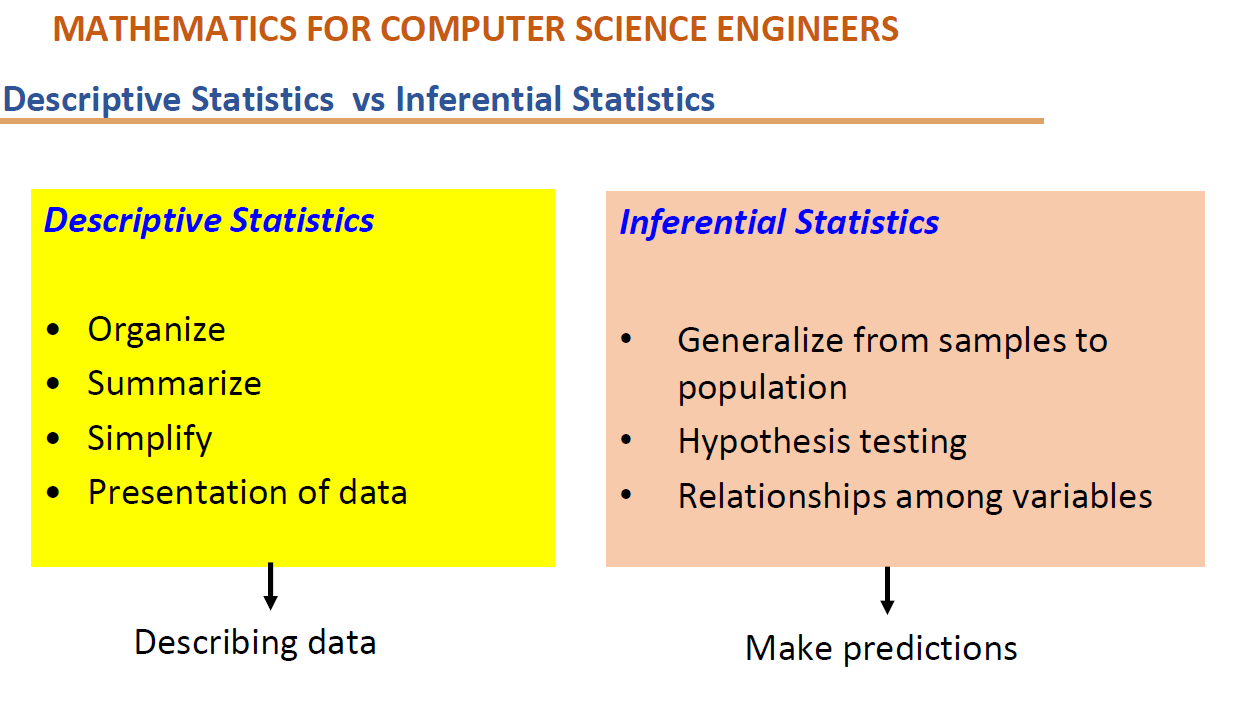 MATHEMATICS FOR COMPUTER SCIENCE ENGINEERS
Descriptive Statistics vs Inferential Statistics
Descriptive Statistics
• Organize
• Summarize
• Simplify
• Presentation of data
Describing data
Inferential Statistics
• Generalize from samples to
population
• Hypothesis testing
• Relationships among variables
Make predictions